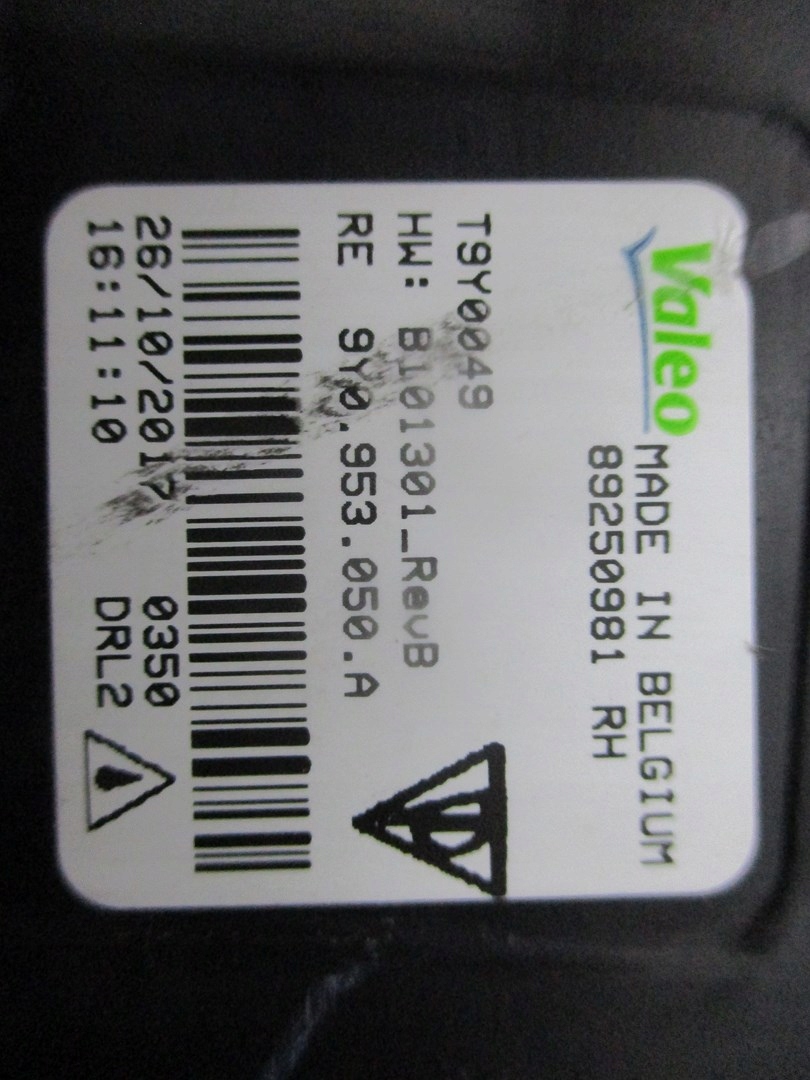 Valeo
MADE IN BELGIUM
89250981 RH
T9Y0049
HW: B101301_RevB
RE 9Y0.953.050.A
26/10/2017 0350
16:11:10 DRL2